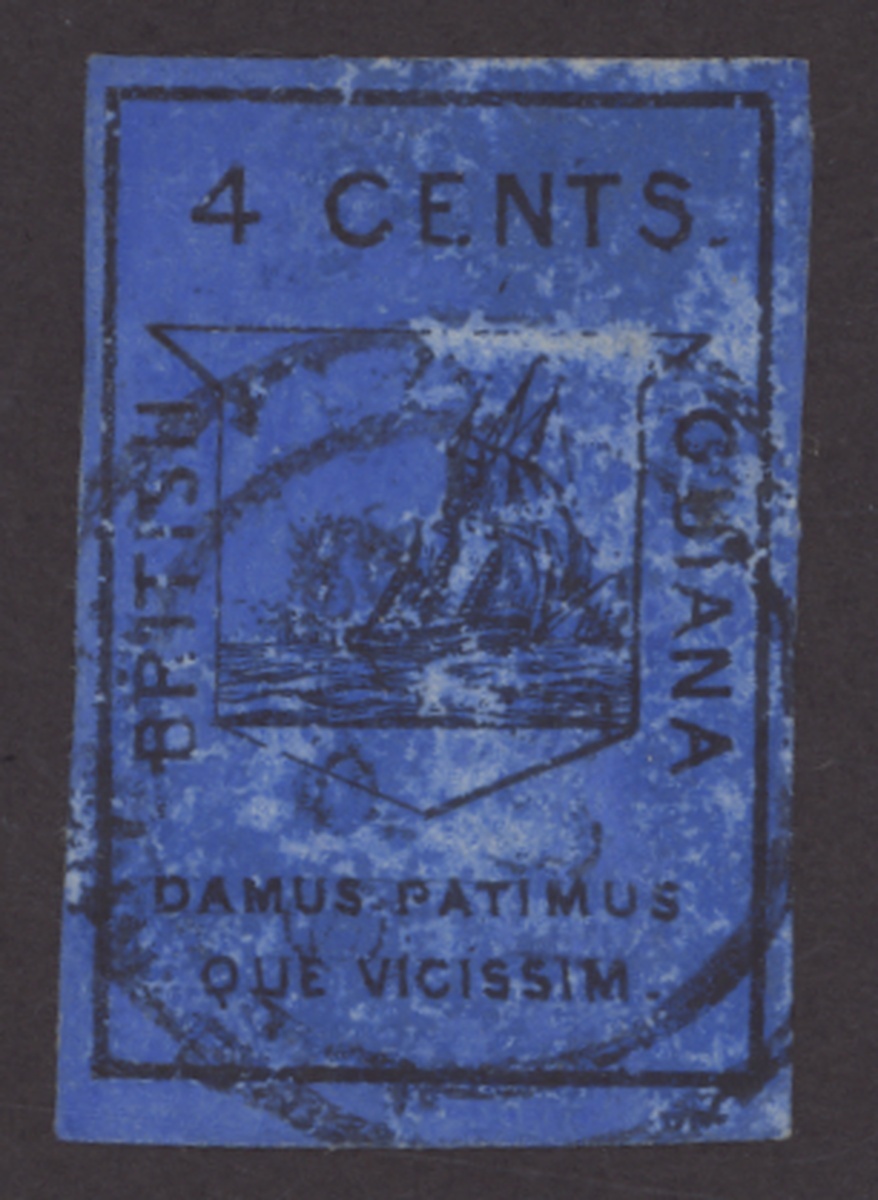 4 CENTS.
BRITISH
GUIANA
DAMUS PATIMUS
QUE VICISSIM.